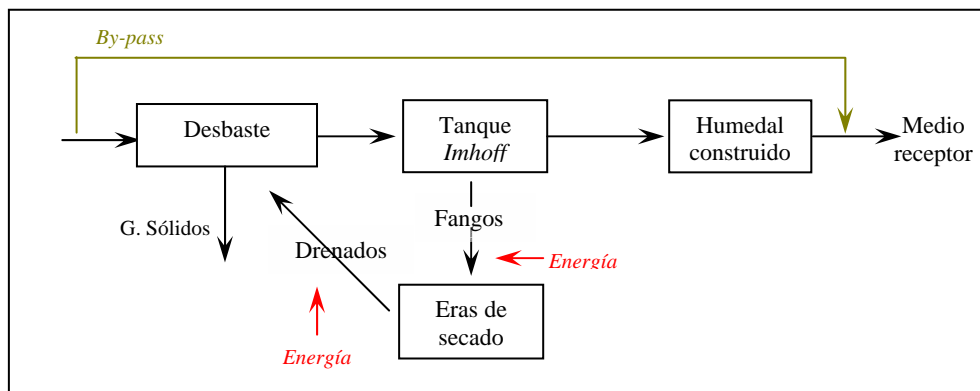 By-pass
Desbaste
Tanque
Imhoff
Humedal
construido
Medio
receptor
G. Sólidos
Fangos
Drenados
Energía
Eras de
secado
Energía